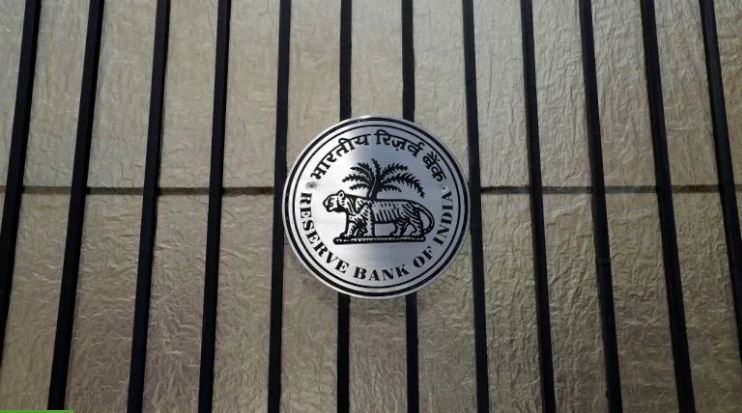 भारतीय रिज़र्व बैंक
RESERVE BANK OF INDIA